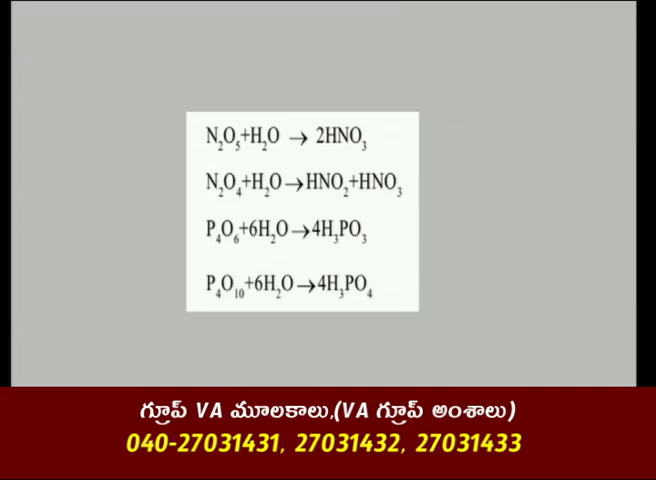 N₂O₅+H₂O → 2HNO₃
N₂O₄+H₂O→HNO₂+HNO₃
P₄O₆+6H₂O→4H₃PO₃
P₄O₁₀+6H₂O→4H₃PO₄
గ్రూప్ VA మూలకాలు,(VA గ్రూప్ అంశాలు)
040-27031431, 27031432, 27031433